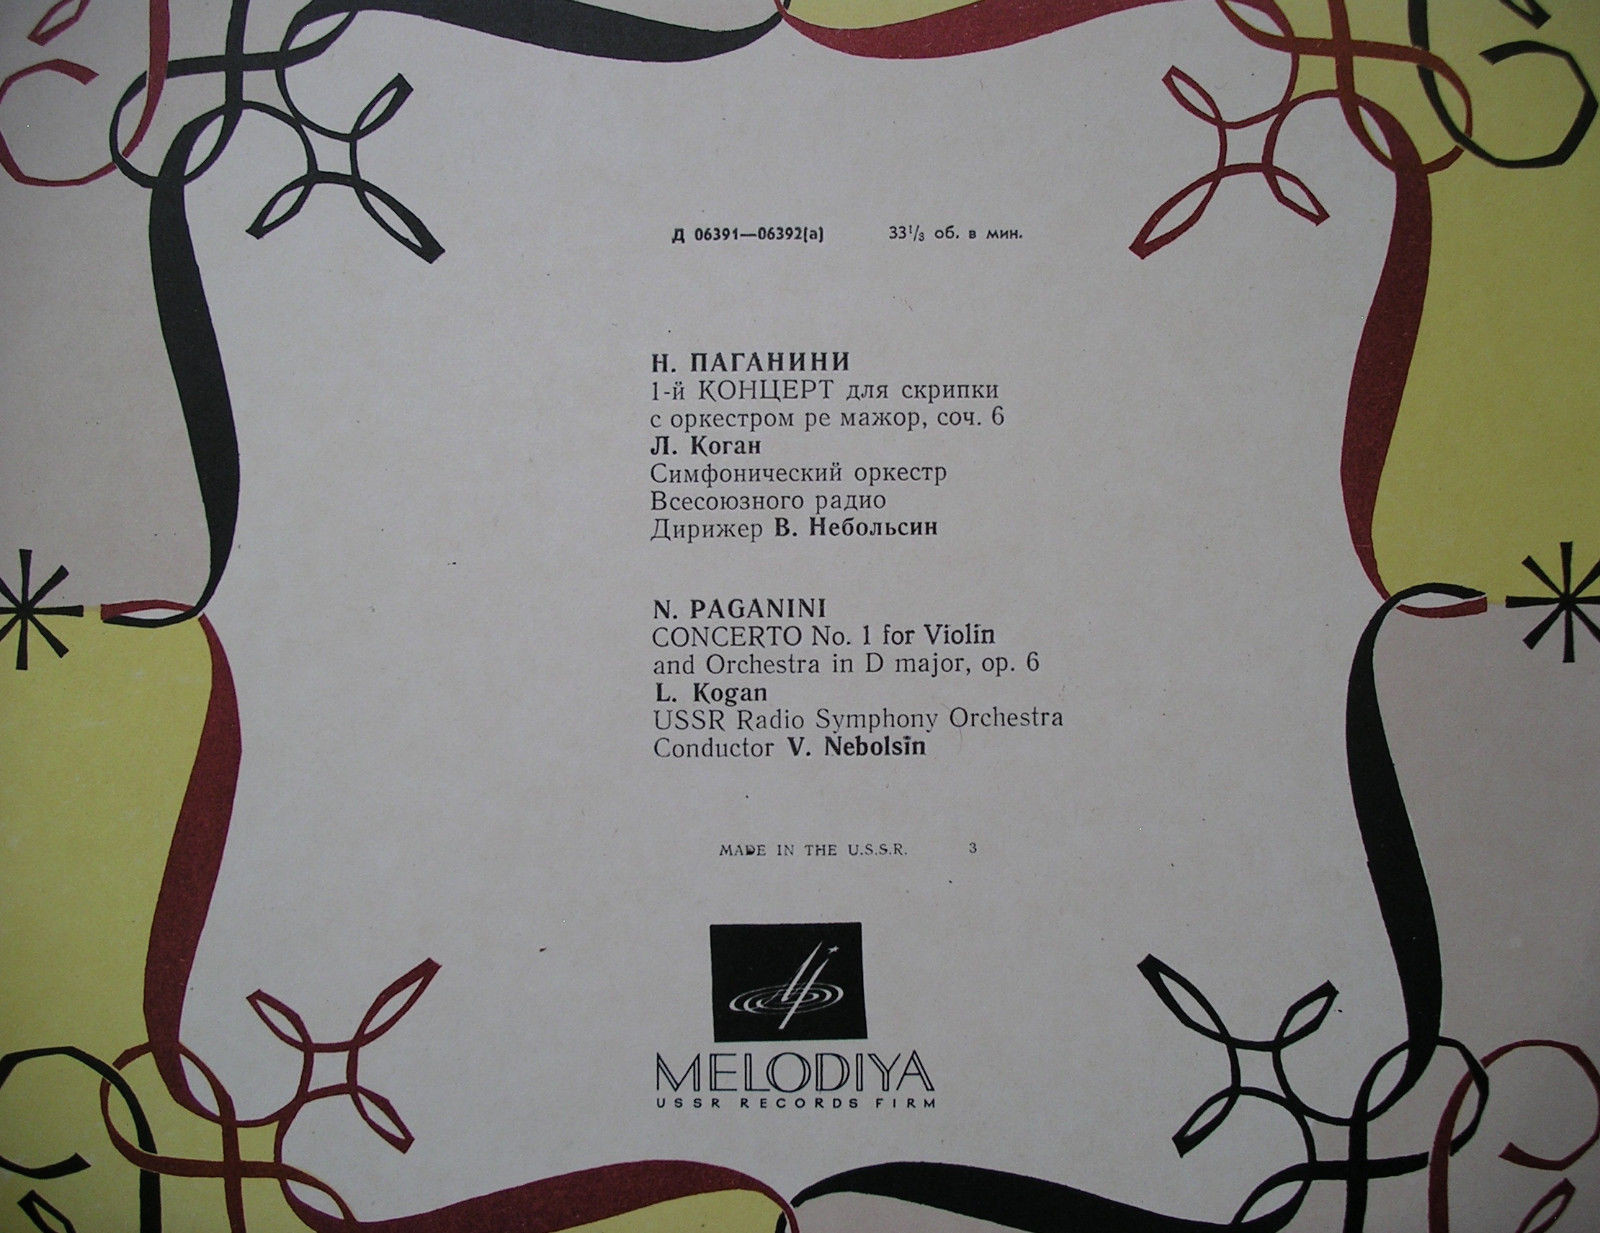 Д 06391—06392(а) 33⅓ об. в мин.
Н. ПАГАНИНИ
1-й КОНЦЕРТ для скрипки
с оркестром ре мажор, соч. 6
Л. Коган
Симфонический оркестр
Всесоюзного радио
Дирижер В. Небольсин
N. PAGANINI
CONCERTO No. 1 for Violin
and Orchestra in D major, op. 6
L. Kogan
USSR Radio Symphony Orchestra
Conductor V. Nebolsin
MADE IN THE U.S.S.R. 3
MELODIYA
USSR RECORDS FIRM